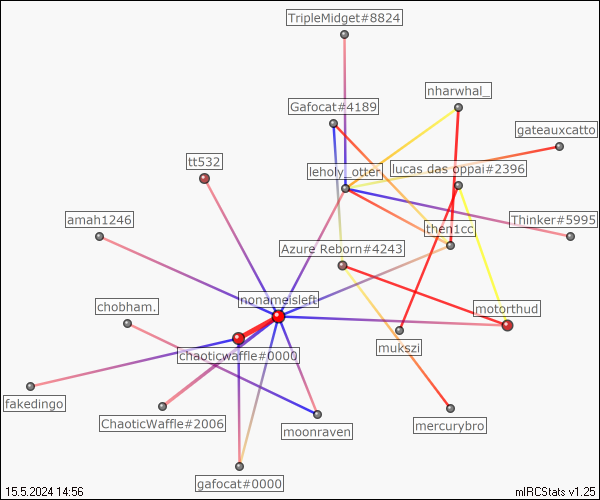 TripleMidget#8824
nharwhal_
Gafocat#4189
gateauxcatto
tt532
leholy_otter
lucas das oppai#2396
amah1246
Thinker#5995
then1cc
Azure Reborn#4243
nonameisleft
chobham.
motorthud
mukszi
chaoticwaffle#0000
fakedingo
ChaoticWaffle#2006
moonraven
mercurybro
gafocat#0000
15.5.2024 14:56
mIRCStats v1.25